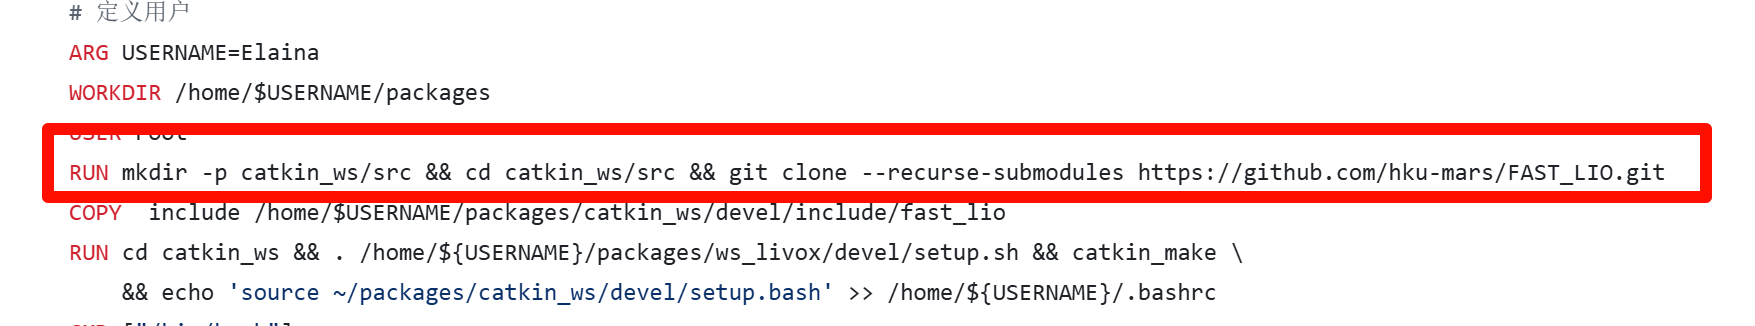 # 定义用户
ARG USERNAME=Elaina
WORKDIR /home/$USERNAME/packages
USER root
RUN mkdir -p catkin_ws/src && cd catkin_ws/src && git clone --recurse-submodules https://github.com/hku-mars/FAST_LIO.git
COPY  include /home/$USERNAME/packages/catkin_ws/devel/include/fast_lio
RUN cd catkin_ws && . /home/${USERNAME}/packages/ws_livox/devel/setup.sh && catkin_make \
&& echo 'source ~/packages/catkin_ws/devel/setup.bash' >> /home/${USERNAME}/.bashrc